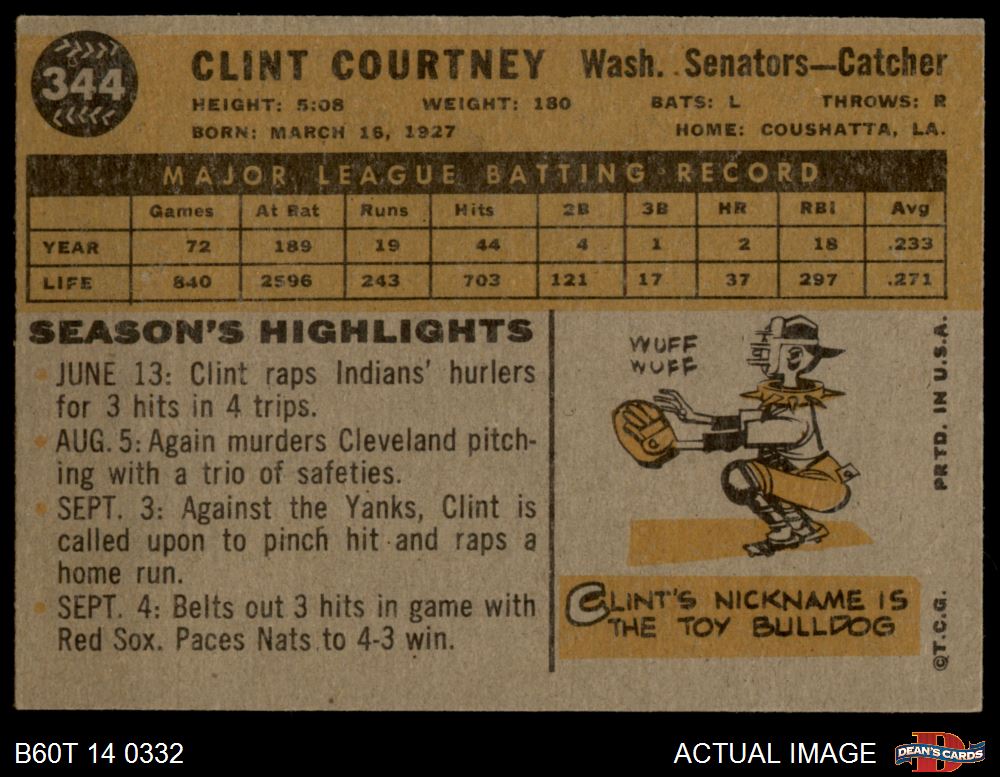 344
CLINT COURTNEY Wash. Senators—Catcher
HEIGHT: 5:08 WEIGHT: 180 BATS: L THROWS: R
BORN: MARCH 16, 1927 HOME: COUSHATTA, LA.
MAJOR LEAGUE BATTING RECORD
Games At Bat Runs Hits 2B 3B HR RBI Avg
YEAR 72 189 19 44 4 1 2 18 .233
LIFE 840 2596 243 703 121 17 37 297 .271
SEASON'S HIGHLIGHTS
JUNE 13: Clint raps Indians' hurlers
for 3 hits in 4 trips.
AUG. 5: Again murders Cleveland pitch-
ing with a trio of safeties.
SEPT. 3: Against the Yanks, Clint is
called upon to pinch hit and raps a
home run.
SEPT. 4: Belts out 3 hits in game with
Red Sox. Paces Nats to 4-3 win.
WUFF
WUFF
CLINT'S NICKNAME IS
THE TOY BULLDOG
©T.C.G. PRTD. IN U.S.A.
B60T 14 0332 ACTUAL IMAGE DEAN'S CARDS